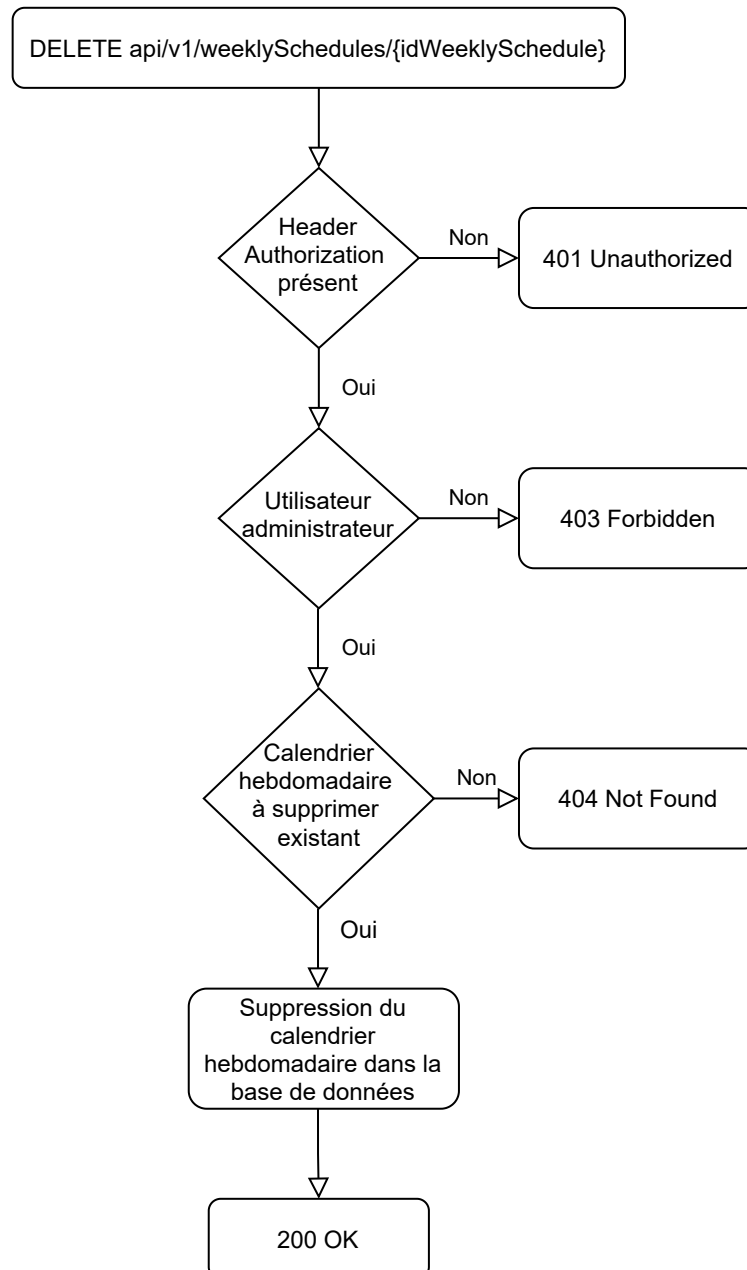 DELETE api/v1/weeklySchedules/{idWeeklySchedule}
Header
Authorization
présent
Non
401 Unauthorized
Oui
Utilisateur
administrateur
Non
403 Forbidden
Oui
Calendrier
hebdomadaire
à supprimer
existant
Non
404 Not Found
Oui
Suppression du
calendrier
hebdomadaire dans la
base de données
200 OK